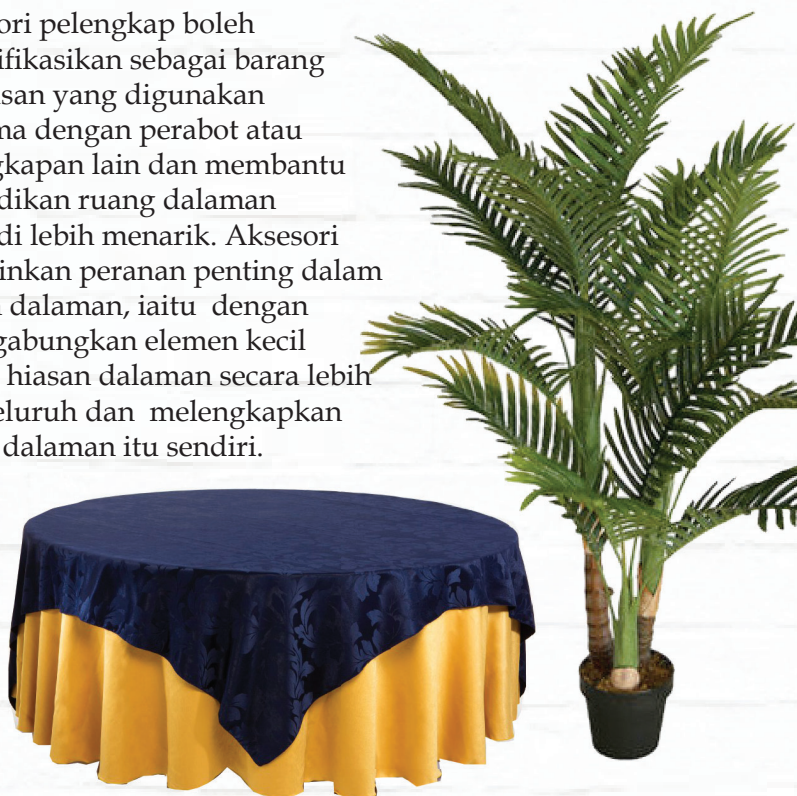 ori pelengkap boleh
ifikasikan sebagai barang
san yang digunakan
ma dengan perabot atau
gkapan lain dan membantu
dikan ruang dalaman
di lebih menarik. Aksesori
inkan peranan penting dalam
dalaman, iaitu dengan
gabungkan elemen kecil
hiasan dalaman secara lebih
eluruh dan melengkapkan
dalaman itu sendiri.